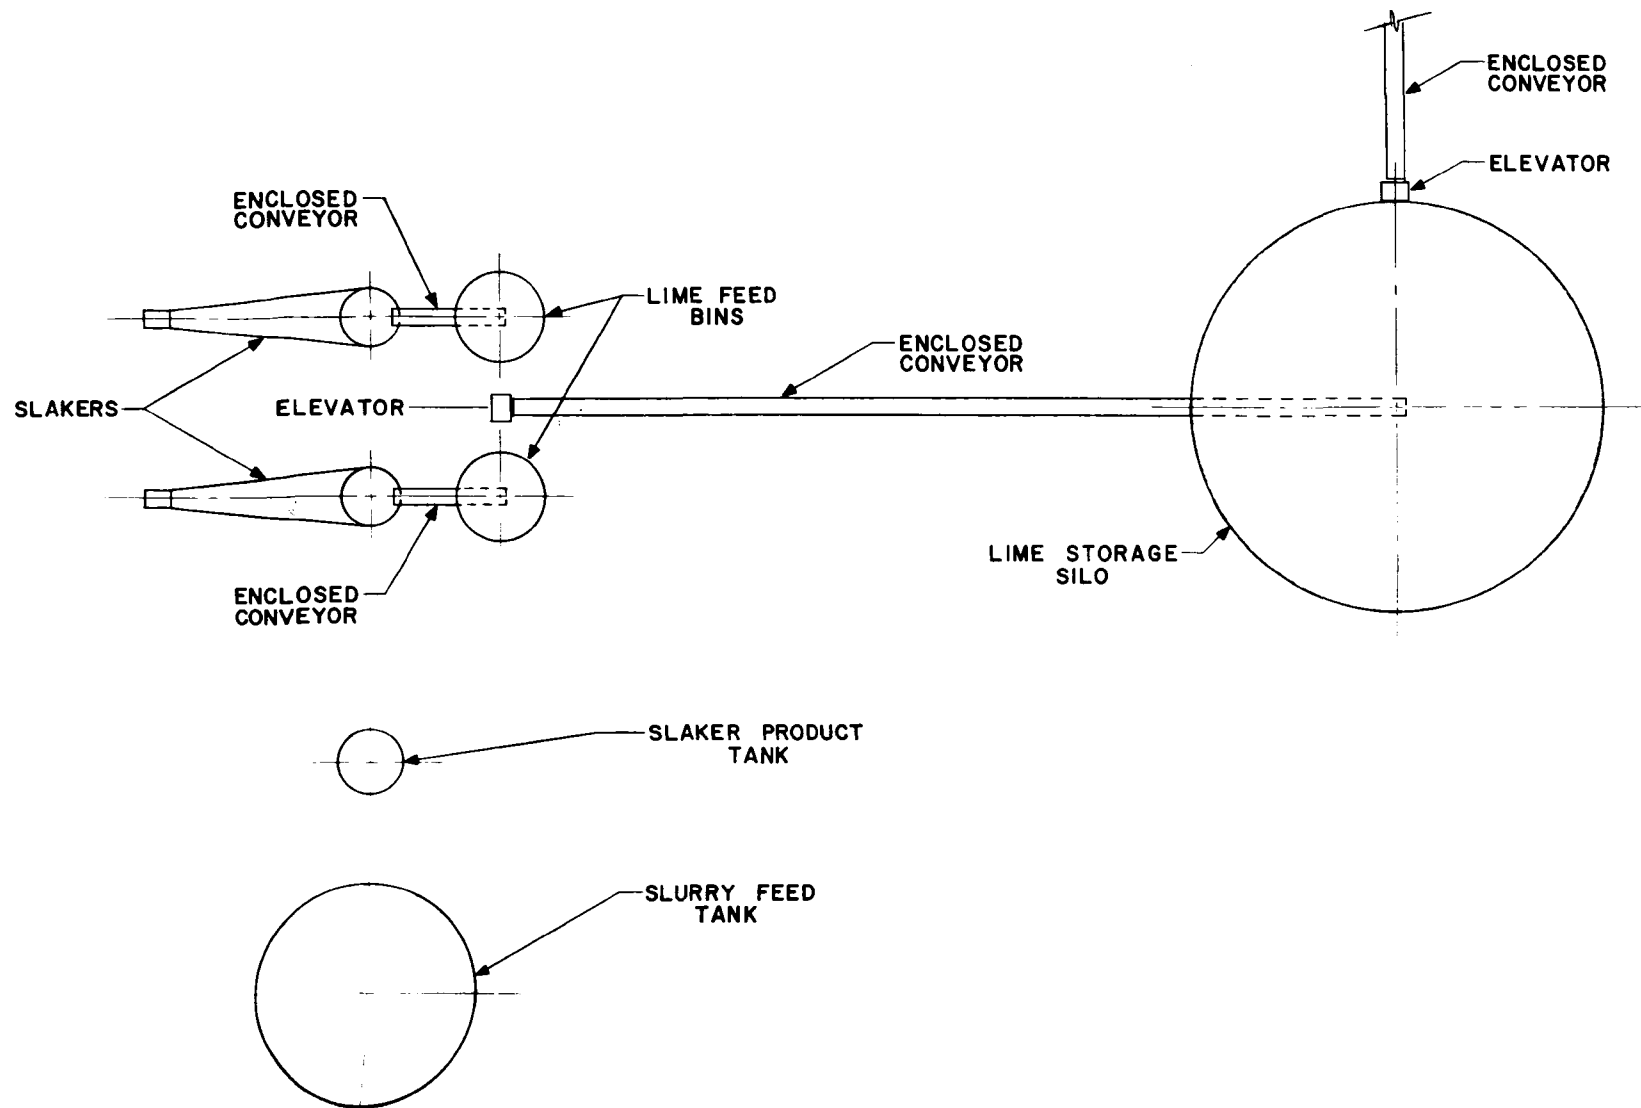 ENCLOSED
CONVEYOR
ELEVATOR
ENCLOSED
CONVEYOR
LIME FEED
BINS
ENCLOSED
CONVEYOR
SLAKERS
ELEVATOR
LIME STORAGE
SILO
ENCLOSED
CONVEYOR
SLAKER PRODUCT
TANK
SLURRY FEED
TANK